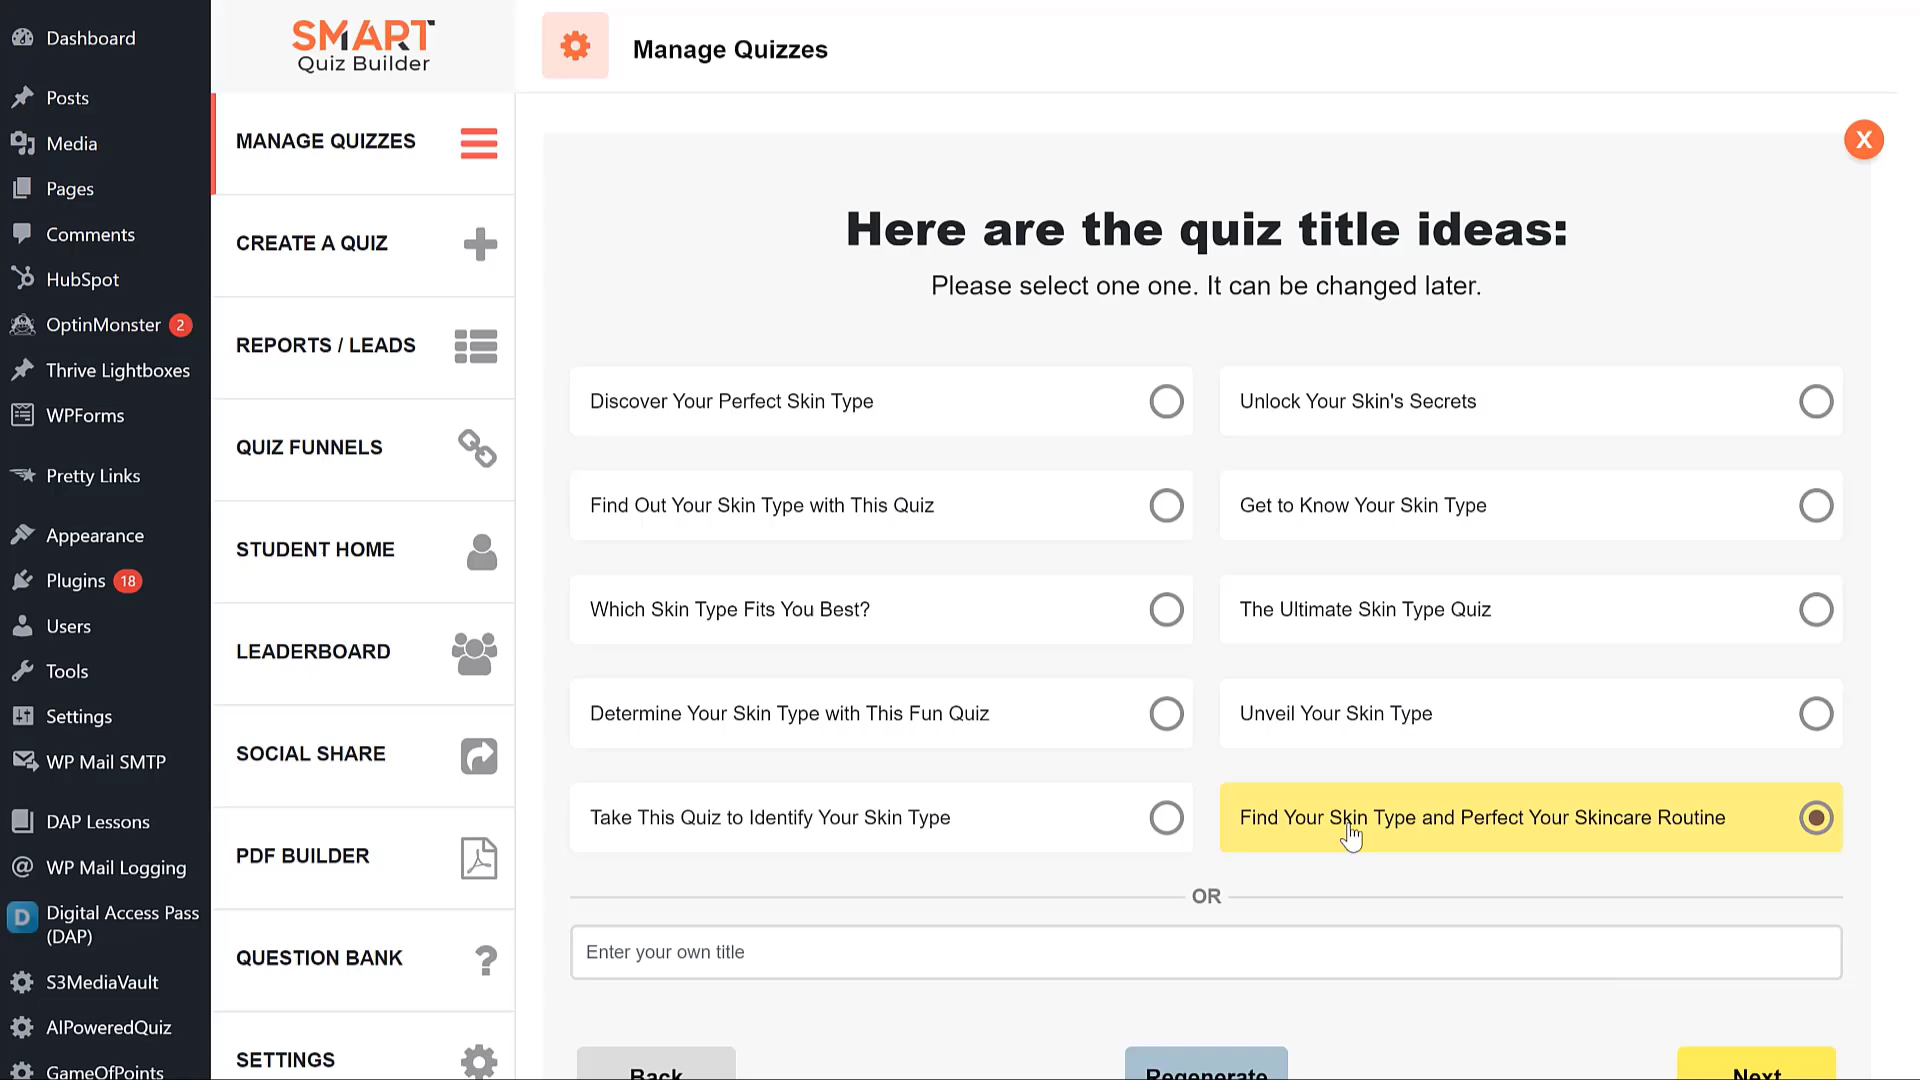 Dashboard
Posts
Media
Pages
Comments
HubSpot
OptinMonster 2
Thrive Lightboxes
WPForms
Pretty Links
Appearance
Plugins 18
Users
Tools
Settings
WP Mail SMTP
DAP Lessons
WP Mail Logging
D
Digital Access Pass
(DAP)
S3MediaVault
AIPoweredQuiz
GameOfPoints
SMART
Quiz Builder
MANAGE QUIZZES
CREATE A QUIZ
REPORTS / LEADS
QUIZ FUNNELS
STUDENT HOME
LEADERBOARD
SOCIAL SHARE
PDF BUILDER
QUESTION BANK
SETTINGS
Manage Quizzes
X
Here are the quiz title ideas:
Please select one one. It can be changed later.
Discover Your Perfect Skin Type
Unlock Your Skin's Secrets
Find Out Your Skin Type with This Quiz
Get to Know Your Skin Type
Which Skin Type Fits You Best?
The Ultimate Skin Type Quiz
Determine Your Skin Type with This Fun Quiz
Unveil Your Skin Type
Take This Quiz to Identify Your Skin Type
Find Your Skin Type and Perfect Your Skincare Routine
OR
Enter your own title
Back
Regenerate
Next